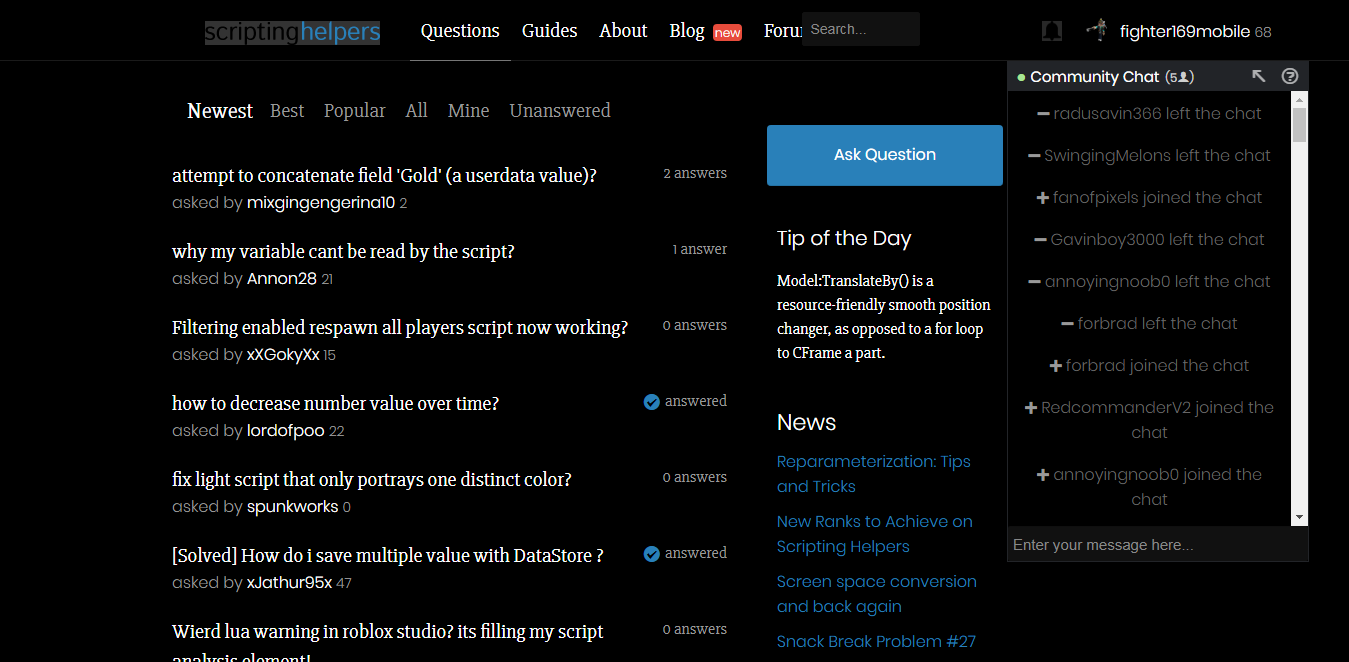 scriptinghelpers
Questions Guides About Blog new Foru
Search...
fighter169mobile 68
Newest Best Popular All Mine Unanswered
attempt to concatenate field 'Gold' (a userdata value)?
2 answers
asked by mixgingengerina10 2
why my variable cant be read by the script?
1 answer
asked by Annon28 21
Filtering enabled respawn all players script now working?
0 answers
asked by xXGokyXx 15
how to decrease number value over time?
answered
asked by lordofpoo 22
fix light script that only portrays one distinct color?
0 answers
asked by spunkworks 0
[Solved] How do i save multiple value with DataStore ?
answered
asked by xJathur95x 47
Wierd lua warning in roblox studio? its filling my script
analysis element!
0 answers
Ask Question
Tip of the Day
Model:TranslateBy() is a
resource-friendly smooth position
changer, as opposed to a for loop
to CFrame a part.
News
Reparameterization: Tips
and Tricks
New Ranks to Achieve on
Scripting Helpers
Screen space conversion
and back again
Snack Break Problem #27
Community Chat (5)
radusavin366 left the chat
SwingingMelons left the chat
fanofpixels joined the chat
Gavinboy3000 left the chat
annoyingnoob0 left the chat
forbrad left the chat
forbrad joined the chat
RedcommanderV2 joined the
chat
annoyingnoob0 joined the
chat
Enter your message here...